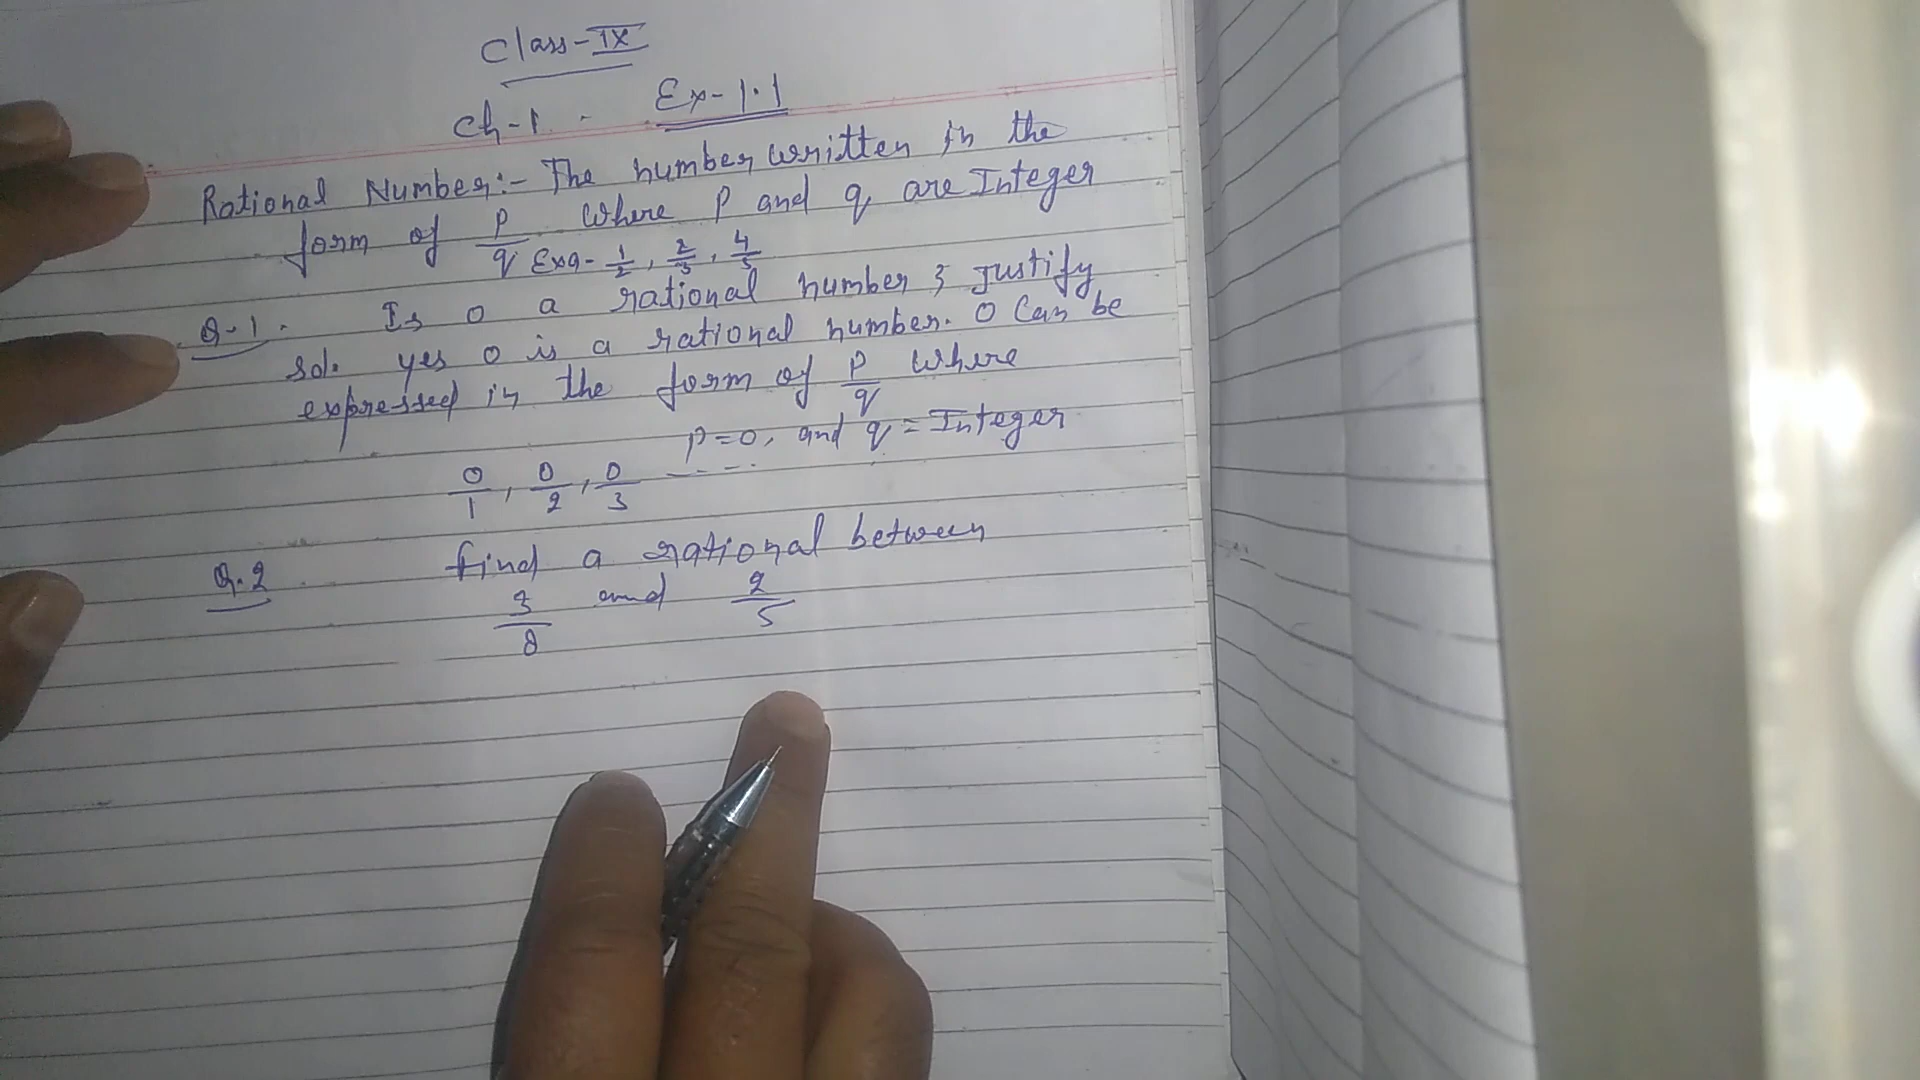 Class-IX
Ch-1. Ex-1.1
Rational Number:- The number written in the
form of p/q where p and q are Integer
Exa- 1/2, 2/3, 4/5
Q-1. Is 0 a rational number & Justify
sol. yes 0 is a rational number. 0 can be
expressed in the form of p/q where
p=0, and q = Integer
0/1, 0/2, 0/3 -----
Q.2 find a rational between
3/8 and 2/5